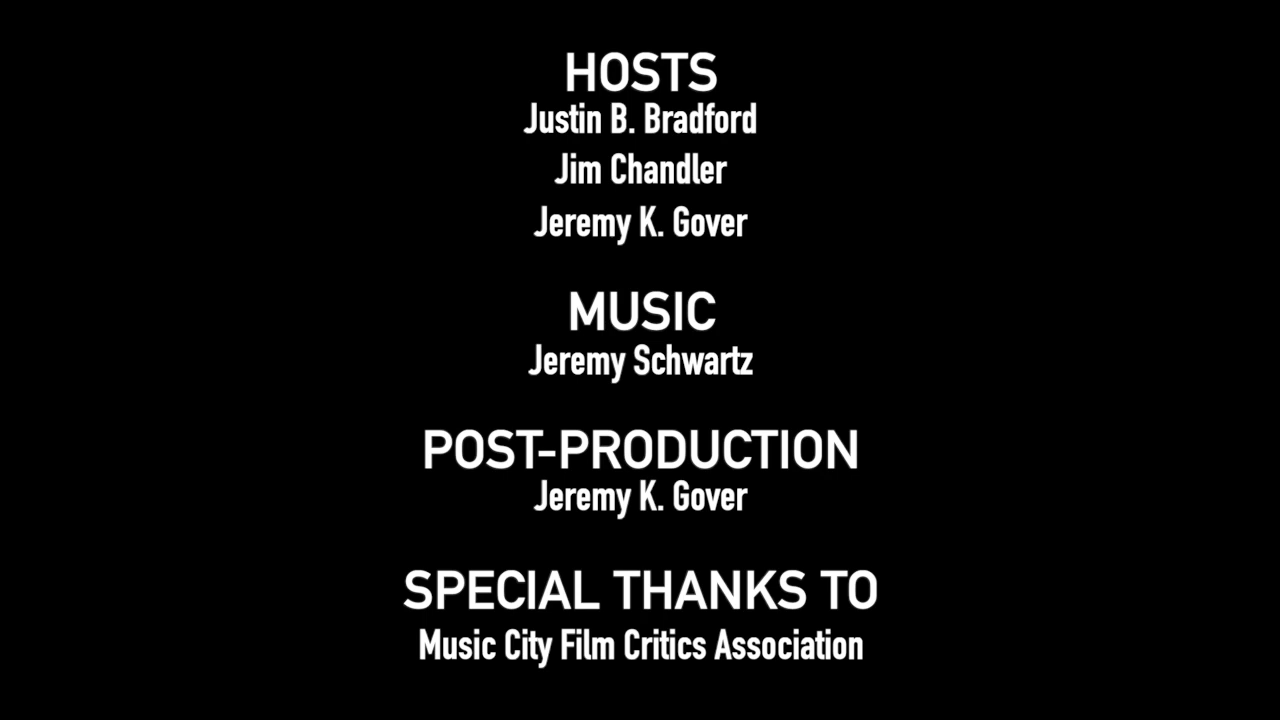 HOSTS
Justin B. Bradford
Jim Chandler
Jeremy K. Gover
MUSIC
Jeremy Schwartz
POST-PRODUCTION
Jeremy K. Gover
SPECIAL THANKS TO
Music City Film Critics Association